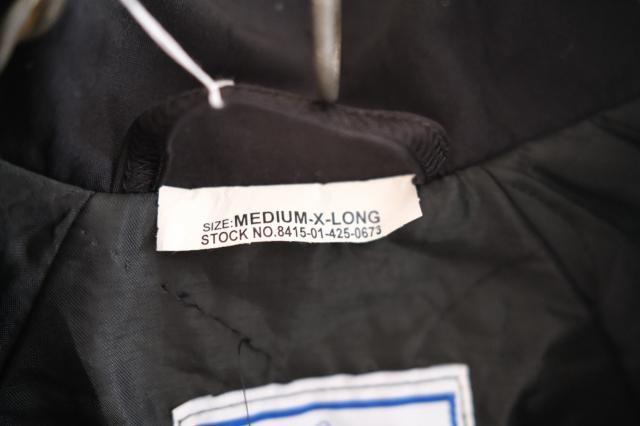 SIZE:MEDIUM-X-LONG
STOCK NO.8415-01-425-0673